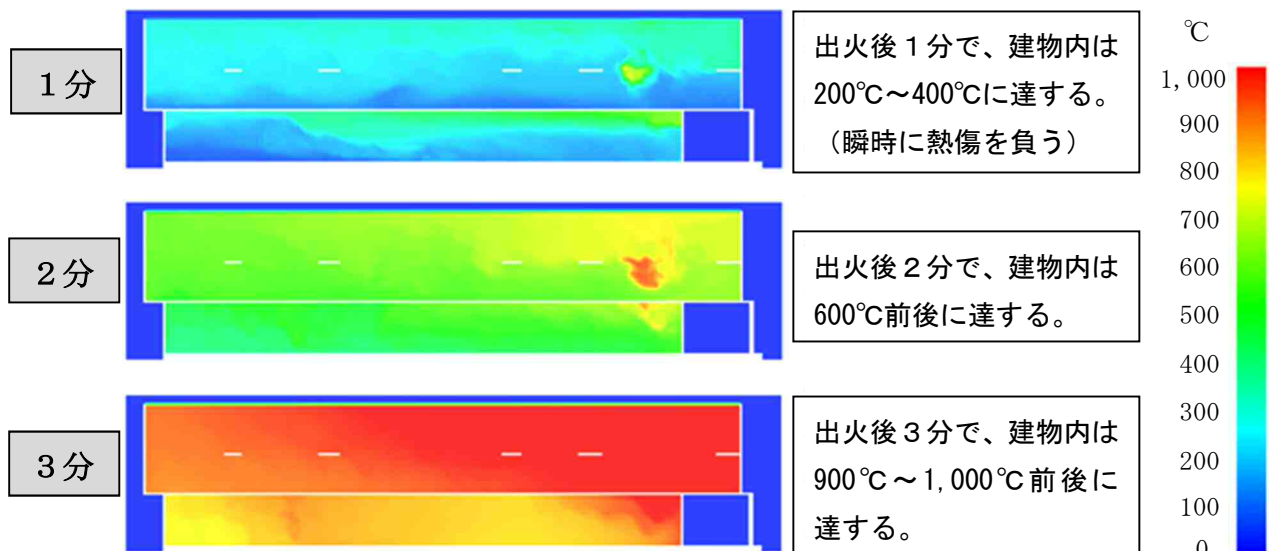 1分
出火後1分で、建物内は
200℃～400℃に達する。
（瞬時に熱傷を負う）
2分
出火後2分で、建物内は
600℃前後に達する。
3分
出火後3分で、建物内は
900℃～1,000℃前後に
達する。
℃
1,000
900
800
700
600
500
400
300
200
100
0